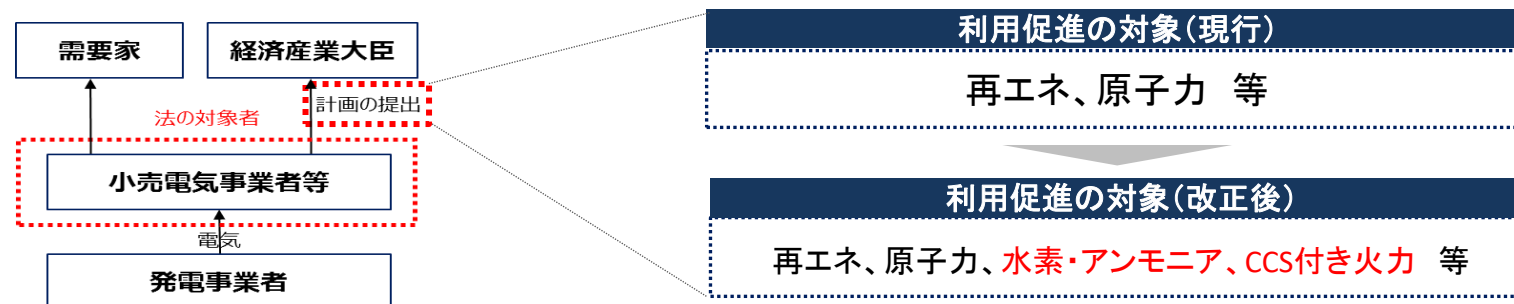 需要家
経済産業大臣
計画の提出
法の対象者
小売電気事業者等
電気
発電事業者
利用促進の対象(現行)
再エネ、原子力　等
利用促進の対象(改正後)
再エネ、原子力、水素・アンモニア、CCS付き火力　等